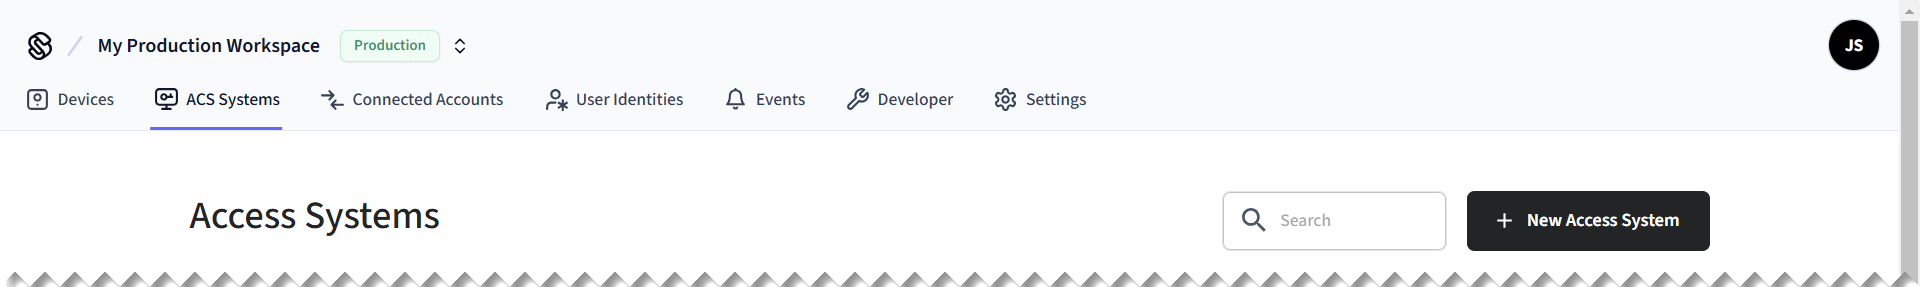 My Production Workspace Production JS
Devices ACS Systems Connected Accounts User Identities Events Developer Settings
Access Systems Search New Access System